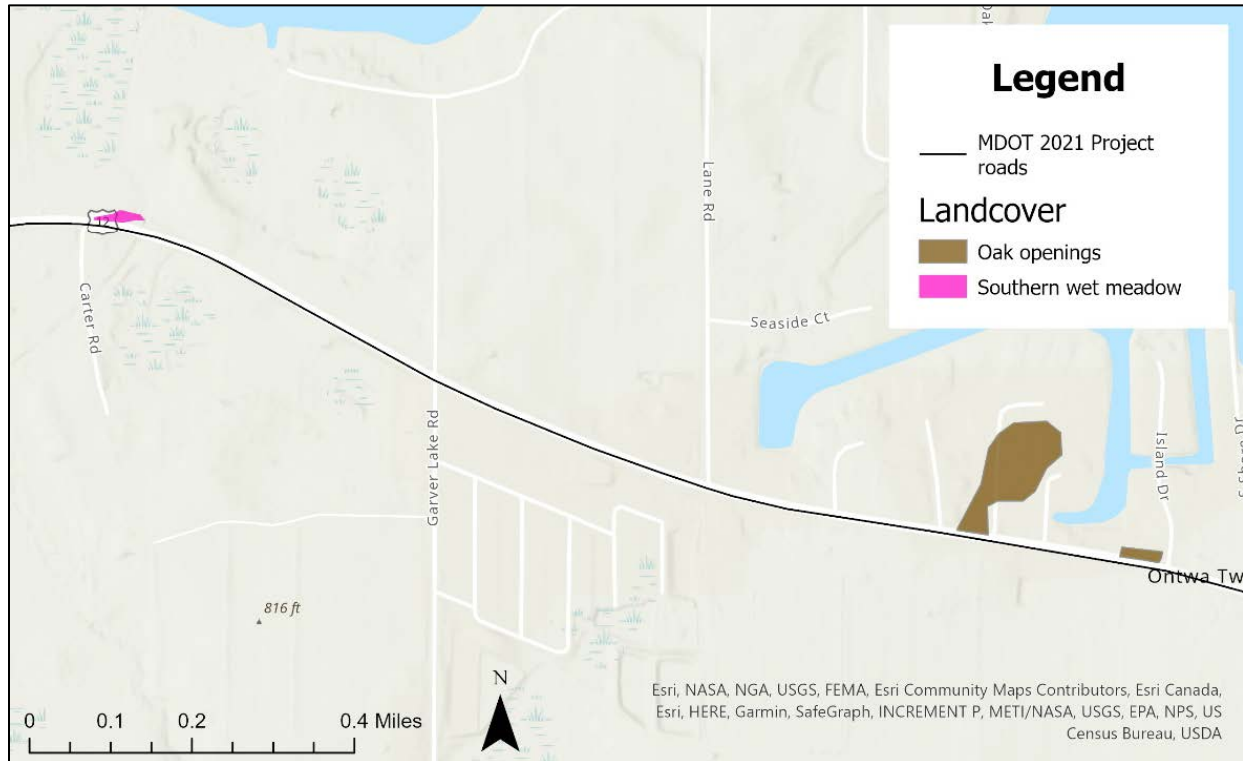 Legend
MDOT 2021 Project
roads
Landcover
Oak openings
Southern wet meadow
12
Carter Rd
Garver Lake Rd
Lane Rd
Seaside Ct
Island Dr
Ontwa Tw
816 ft
N
0 0.1 0.2 0.4 Miles
Esri, NASA, NGA, USGS, FEMA, Esri Community Maps Contributors, Esri Canada,
Esri, HERE, Garmin, SafeGraph, INCREMENT P, METI/NASA, USGS, EPA, NPS, US
Census Bureau, USDA